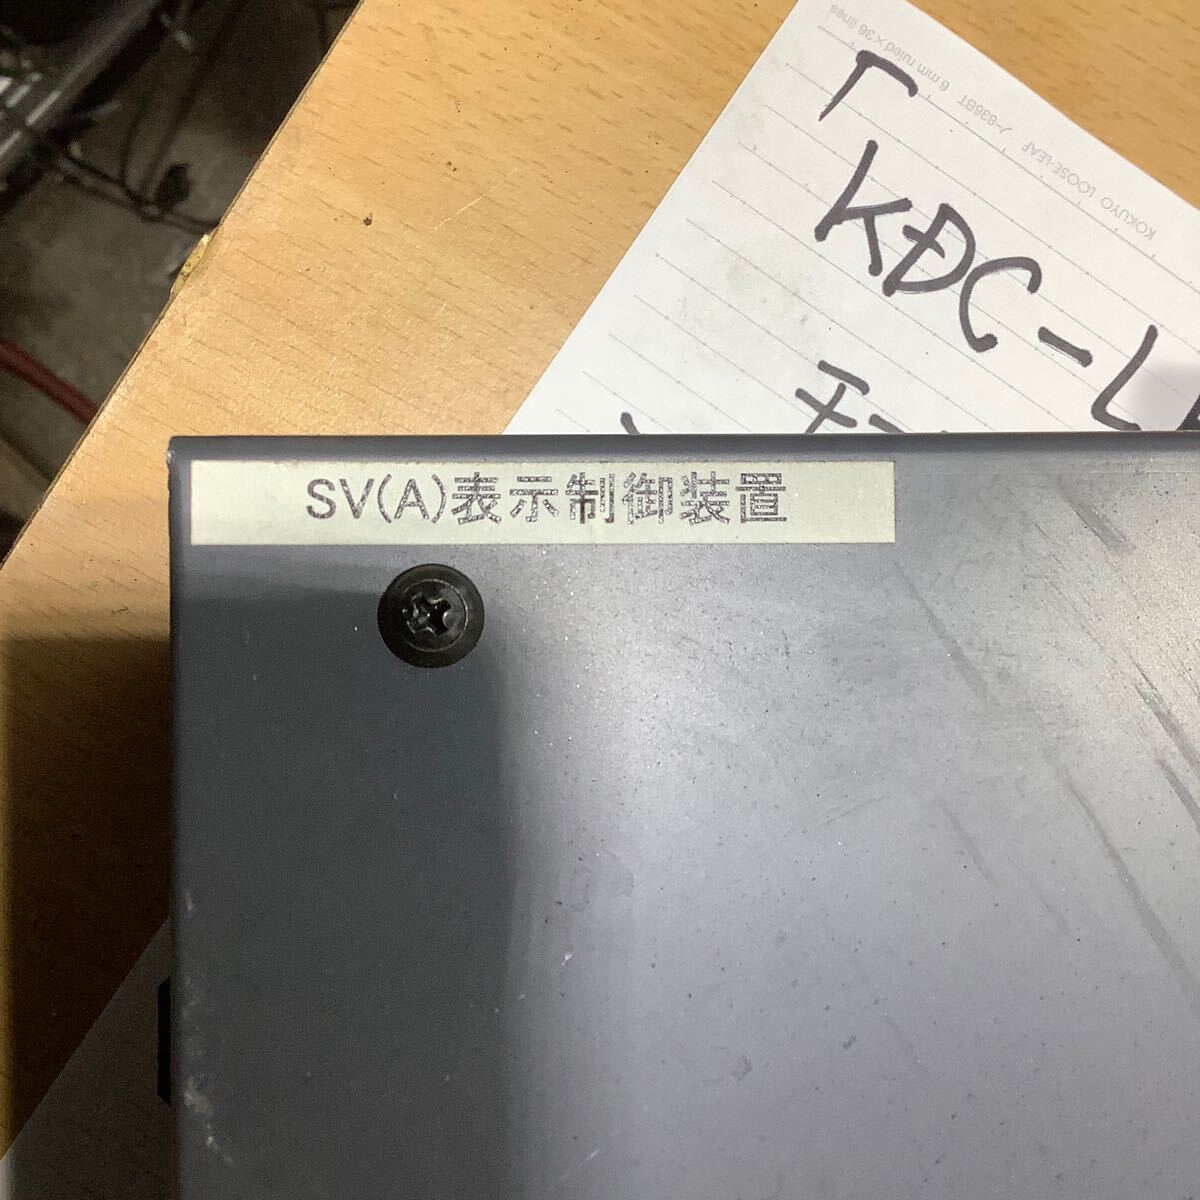 KOKUYO LOOSE-LEAF ノ-836BT 6 mm ruled×36 lines
「KDC-L
SV(A)表示制御装置